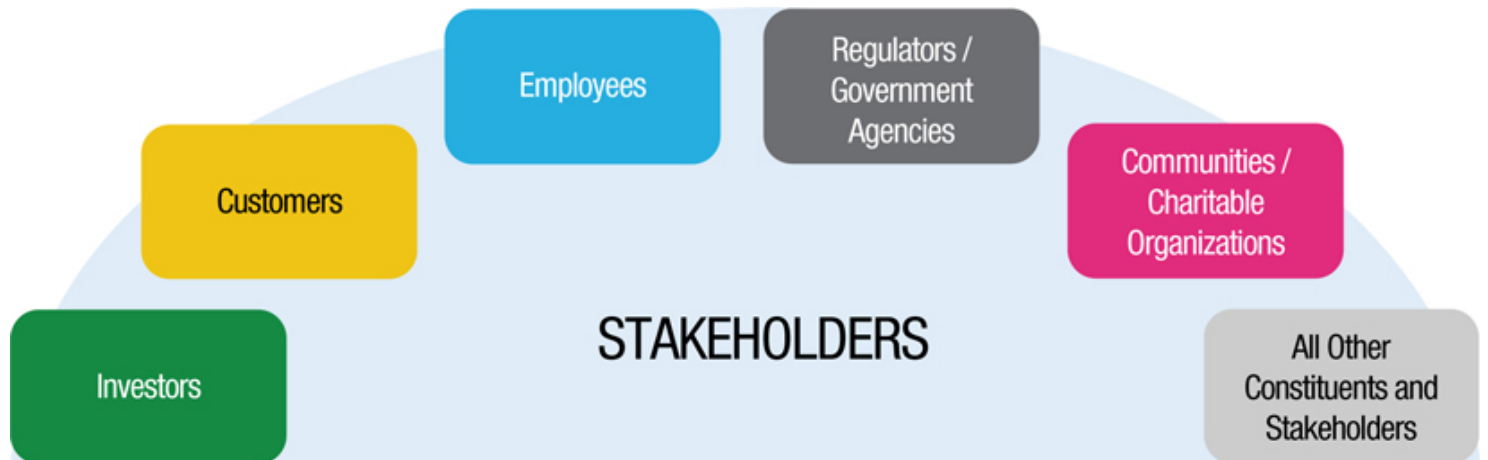 Employees
Regulators /
Government
Agencies
Customers
Communities /
Charitable
Organizations
STAKEHOLDERS
Investors
All Other
Constituents and
Stakeholders